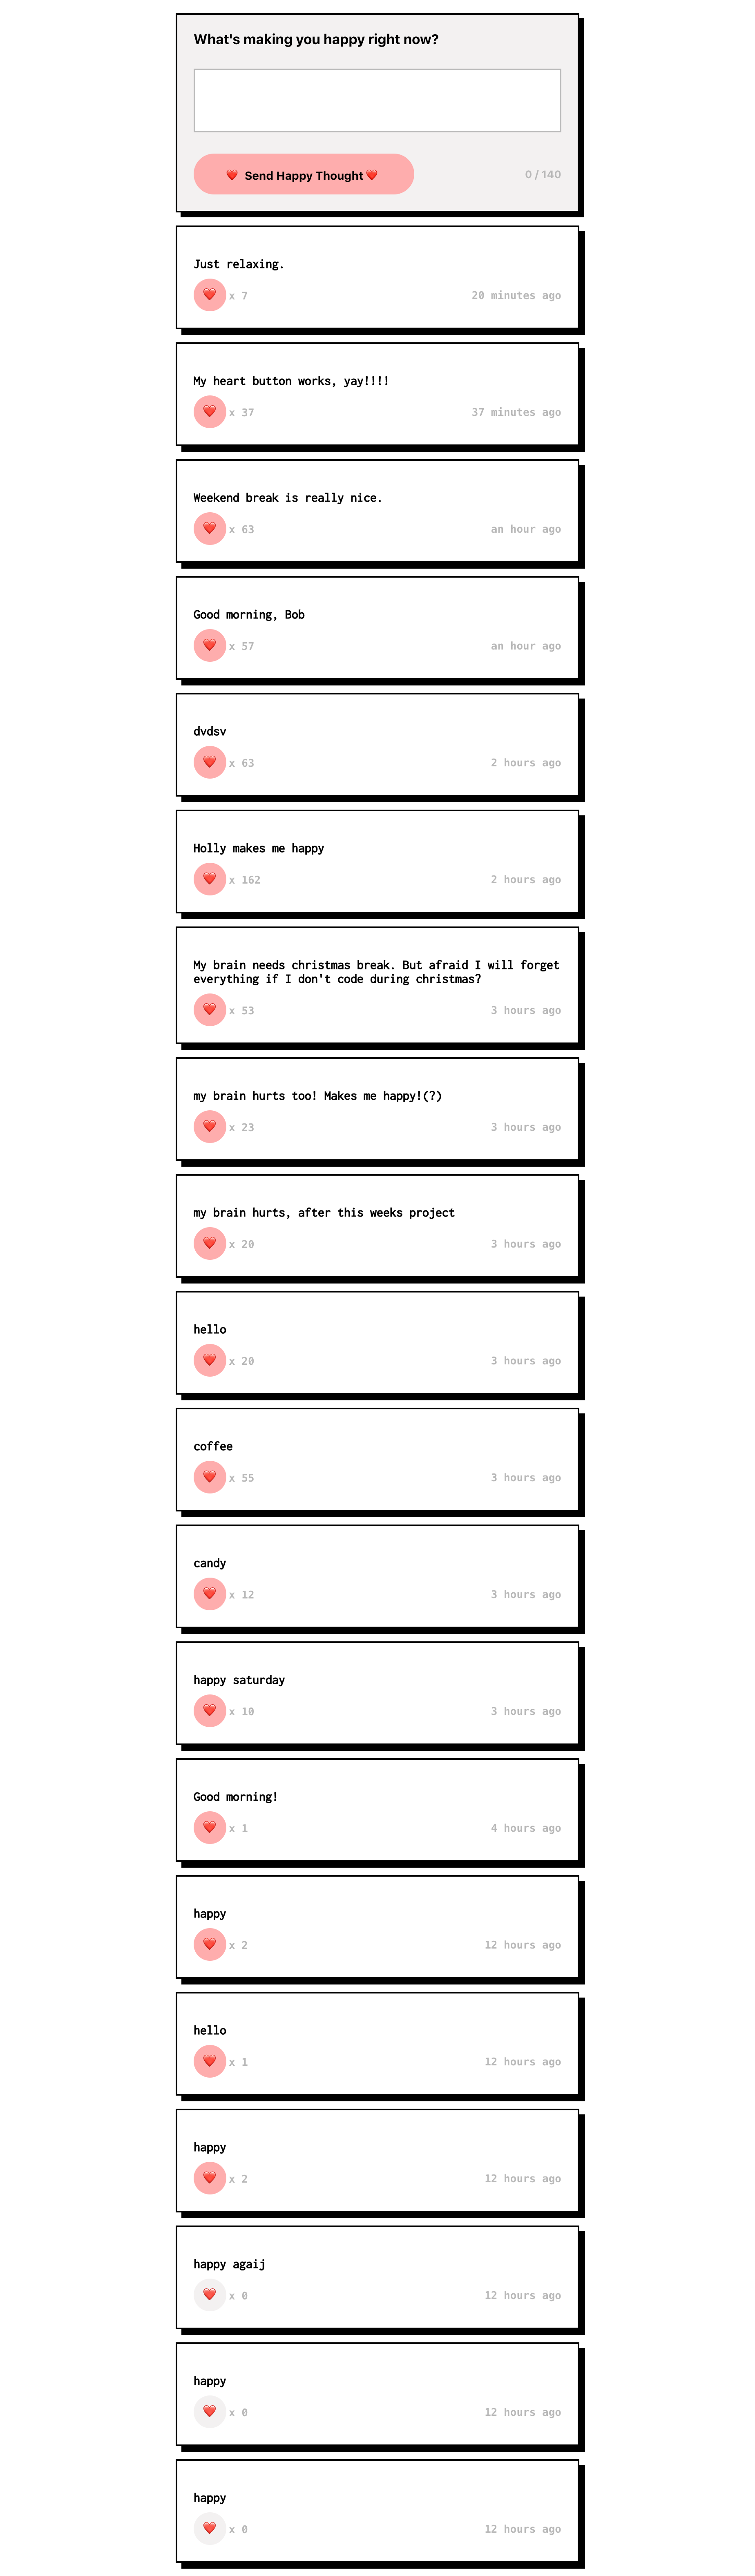 What's making you happy right now?
❤️ Send Happy Thought ❤️
0 / 140
Just relaxing.
x 7
20 minutes ago
My heart button works, yay!!!!
x 37
37 minutes ago
Weekend break is really nice.
x 63
an hour ago
Good morning, Bob
x 57
an hour ago
dvdsv
x 63
2 hours ago
Holly makes me happy
x 162
2 hours ago
My brain needs christmas break. But afraid I will forget
everything if I don't code during christmas?
x 53
3 hours ago
my brain hurts too! Makes me happy!(?)
x 23
3 hours ago
my brain hurts, after this weeks project
x 20
3 hours ago
hello
x 20
3 hours ago
coffee
x 55
3 hours ago
candy
x 12
3 hours ago
happy saturday
x 10
3 hours ago
Good morning!
x 1
4 hours ago
happy
x 2
12 hours ago
hello
x 1
12 hours ago
happy
x 2
12 hours ago
happy agaij
x 0
12 hours ago
happy
x 0
12 hours ago
happy
x 0
12 hours ago